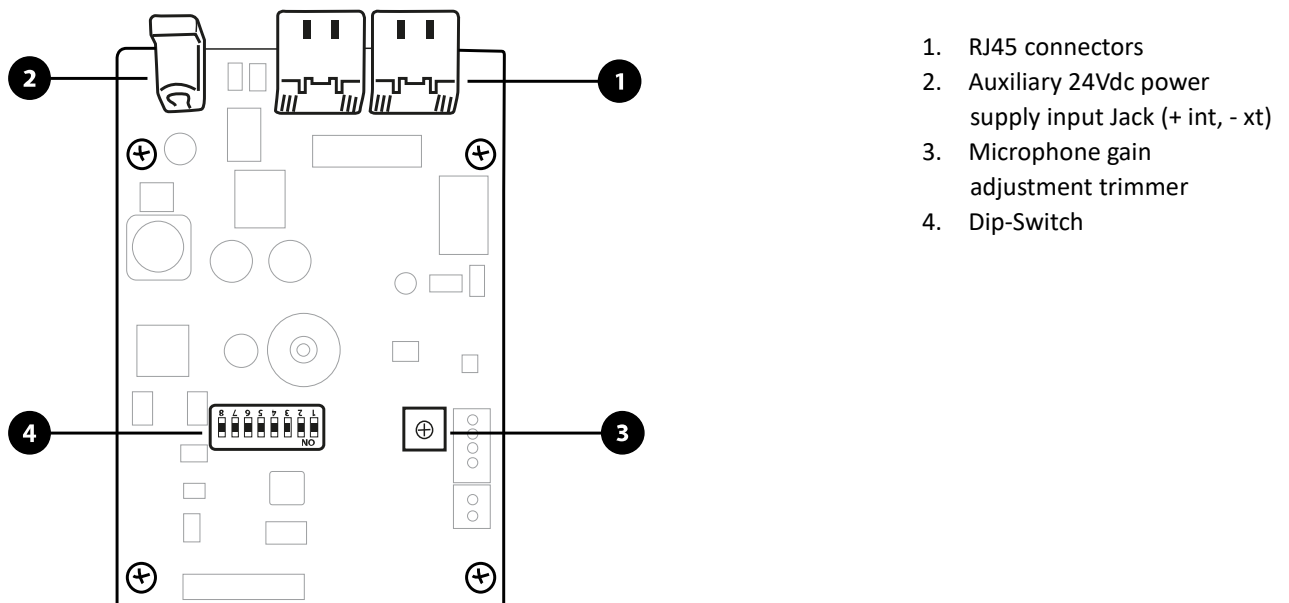 2
1
1. RJ45 connectors
2. Auxiliary 24Vdc power
supply input Jack (+ int, - xt)
3. Microphone gain
adjustment trimmer
4. Dip-Switch
4
8 7 6 5 4 3 2 1
ON
3